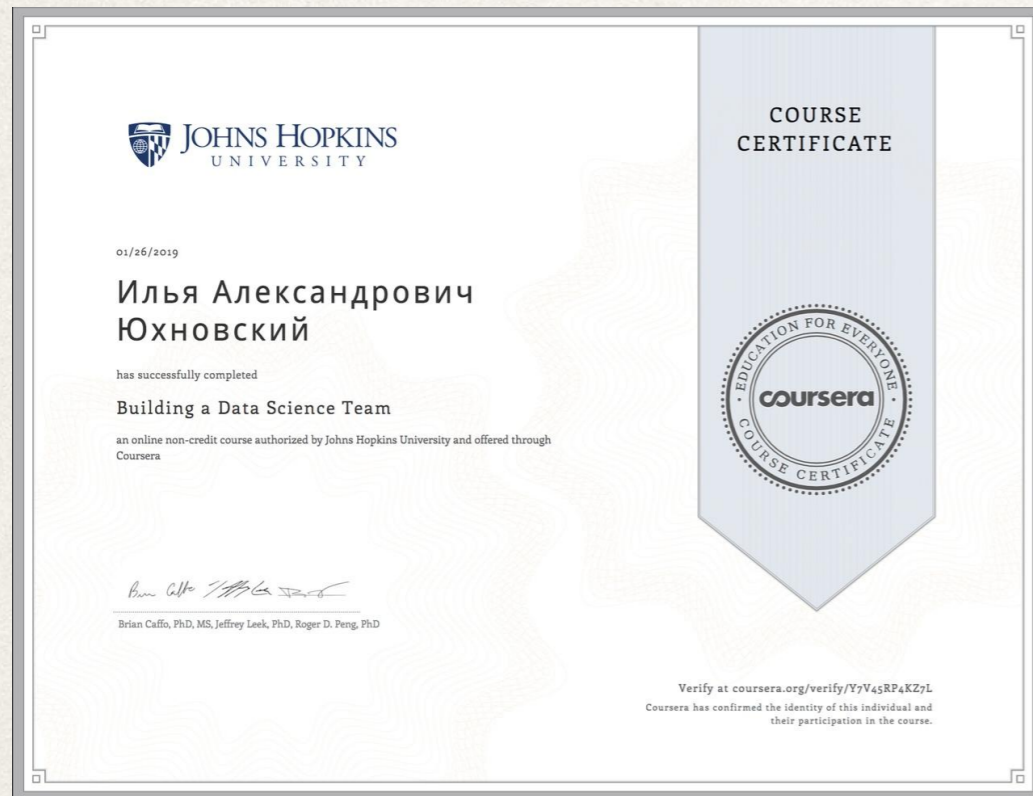 JOHNS HOPKINS
UNIVERSITY
01/26/2019
Илья Александрович
Юхновский
has successfully completed
Building a Data Science Team
an online non-credit course authorized by Johns Hopkins University and offered through
Coursera
Brian Caffo, PhD, MS, Jeffrey Leek, PhD, Roger D. Peng, PhD
COURSE
CERTIFICATE
EDUCATION FOR EVERYONE
coursera
COURSE CERTIFICATE
Verify at coursera.org/verify/Y7V45RP4KZ7L
Coursera has confirmed the identity of this individual and
their participation in the course.